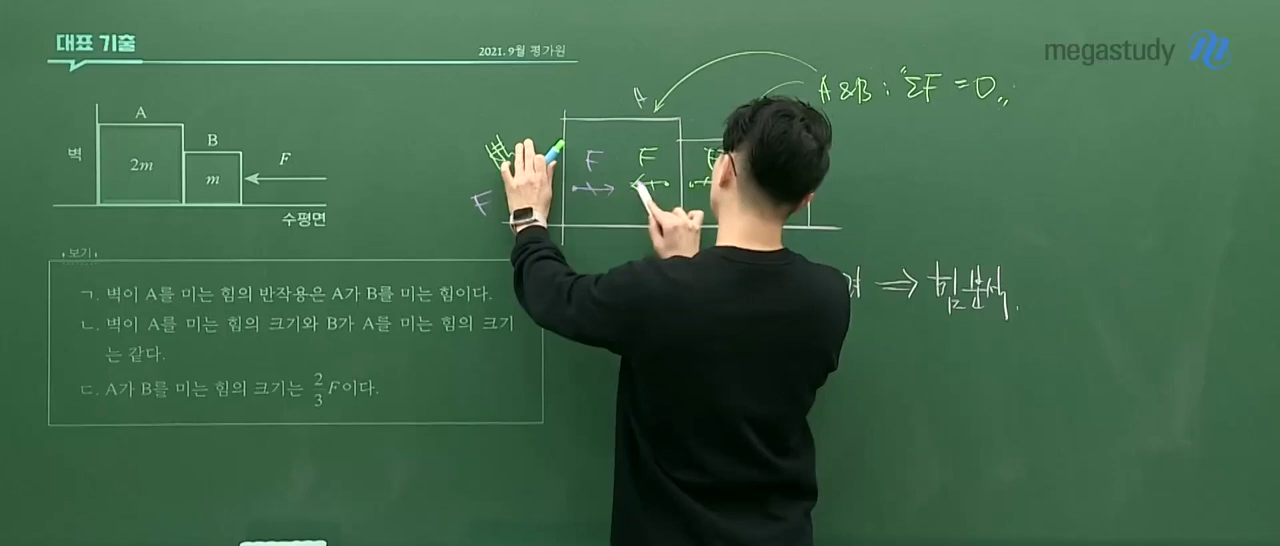 대표 기출
2021. 9월 평가원
megastudy
A
B
벽
2m
m
F
수평면
보기
ㄱ. 벽이 A를 미는 힘의 반작용은 A가 B를 미는 힘이다.
ㄴ. 벽이 A를 미는 힘의 크기와 B가 A를 미는 힘의 크기
는 같다.
ㄷ. A가 B를 미는 힘의 크기는 2/3 F이다.
A & B : "ΣF = 0"
A
벽
F
F
F
F
⇒ 힘분석.